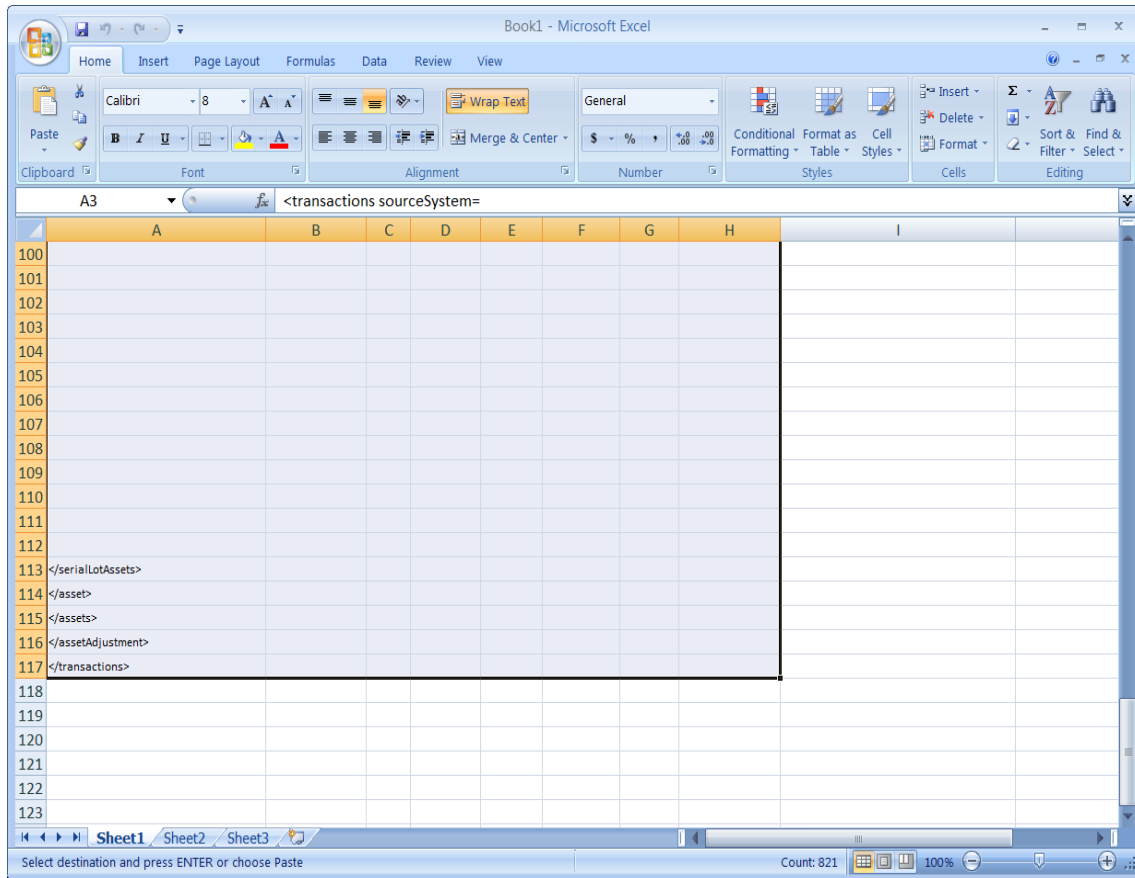 Book1 - Microsoft Excel
Home Insert Page Layout Formulas Data Review View
Calibri 8 A A Wrap Text General Insert Σ
Paste B I U A Merge & Center $ % , .0 .00 .00 .0 Conditional Formatting Format as Table Cell Styles Delete Format Sort & Filter Find & Select
Clipboard Font Alignment Number Styles Cells Editing
A3 fx <transactions sourceSystem=
A B C D E F G H I
100
101
102
103
104
105
106
107
108
109
110
111
112
113 </serialLotAssets>
114 </asset>
115 </assets>
116 </assetAdjustment>
117 </transactions>
118
119
120
121
122
123
Sheet1 Sheet2 Sheet3
Select destination and press ENTER or choose Paste Count: 821 100%